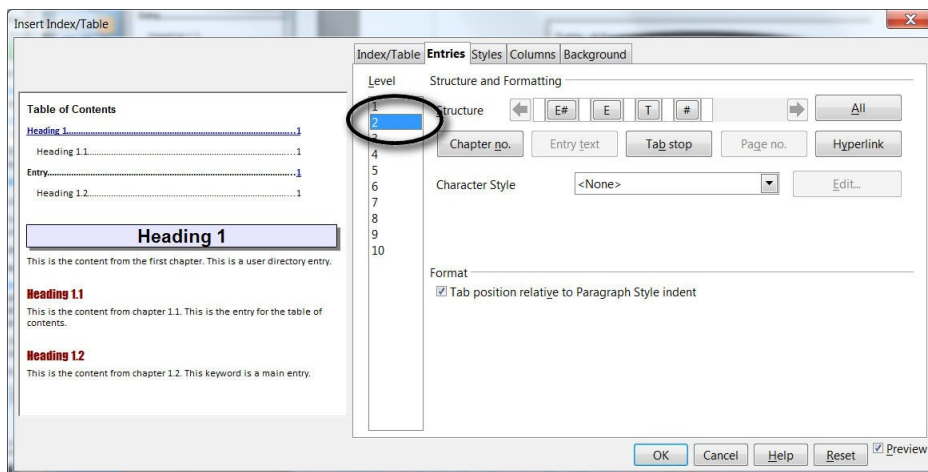 Insert Index/Table
X
Index/Table Entries Styles Columns Background
Level
1
2
3
4
5
6
7
8
9
10
Structure and Formatting
Structure E# E T # All
Chapter no. Entry text Tab stop Page no. Hyperlink
Character Style <None> Edit...
Format
Tab position relative to Paragraph Style indent
Table of Contents
Heading 1......................................................................................1
Heading 1.1................................................................................1
Entry..............................................................................................1
Heading 1.2................................................................................1
Heading 1
This is the content from the first chapter. This is a user directory entry.
Heading 1.1
This is the content from chapter 1.1. This is the entry for the table of
contents.
Heading 1.2
This is the content from chapter 1.2. This keyword is a main entry.
OK Cancel Help Reset Preview